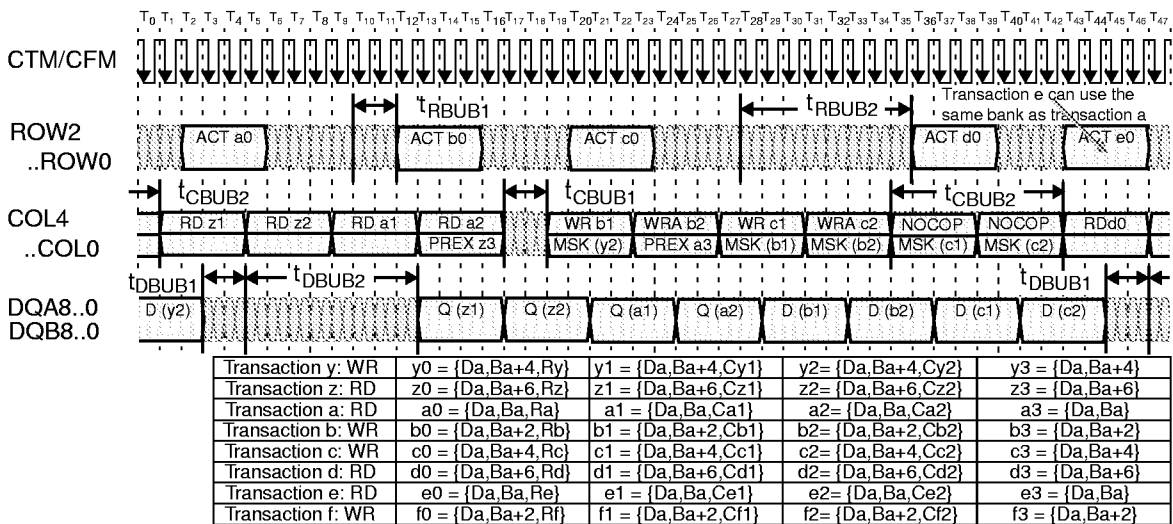 T0 T1 T2 T3 T4 T5 T6 T7 T8 T9 T10 T11 T12 T13 T14 T15 T16 T17 T18 T19 T20 T21 T22 T23 T24 T25 T26 T27 T28 T29 T30 T31 T32 T33 T34 T35 T36 T37 T38 T39 T40 T41 T42 T43 T44 T45 T46 T47
CTM/CFM
tRBUB1
tRBUB2
Transaction e can use the
same bank as transaction a
ROW2
..ROW0
ACT a0
ACT b0
ACT c0
ACT d0
ACT e0
tCBUB2
tCBUB1
tCBUB2
COL4
..COL0
RD z1 RD z2 RD a1 RD a2 WR b1 WRA b2 WR c1 WRA c2 NOCOP NOCOP RDd0
PREX z3 MSK (y2) PREX a3 MSK (b1) MSK (b2) MSK (c1) MSK (c2)
tDBUB1
tDBUB2
tDBUB1
DQA8..0
DQB8..0
D (y2) Q (z1) Q (z2) Q (a1) Q (a2) D (b1) D (b2) D (c1) D (c2)
Transaction y: WR y0 = {Da,Ba+4,Ry} y1 = {Da,Ba+4,Cy1} y2= {Da,Ba+4,Cy2} y3 = {Da,Ba+4}
Transaction z: RD z0 = {Da,Ba+6,Rz} z1 = {Da,Ba+6,Cz1} z2= {Da,Ba+6,Cz2} z3 = {Da,Ba+6}
Transaction a: RD a0 = {Da,Ba,Ra} a1 = {Da,Ba,Ca1} a2= {Da,Ba,Ca2} a3 = {Da,Ba}
Transaction b: WR b0 = {Da,Ba+2,Rb} b1 = {Da,Ba+2,Cb1} b2= {Da,Ba+2,Cb2} b3 = {Da,Ba+2}
Transaction c: WR c0 = {Da,Ba+4,Rc} c1 = {Da,Ba+4,Cc1} c2= {Da,Ba+4,Cc2} c3 = {Da,Ba+4}
Transaction d: RD d0 = {Da,Ba+6,Rd} d1 = {Da,Ba+6,Cd1} d2= {Da,Ba+6,Cd2} d3 = {Da,Ba+6}
Transaction e: RD e0 = {Da,Ba,Re} e1 = {Da,Ba,Ce1} e2= {Da,Ba,Ce2} e3 = {Da,Ba}
Transaction f: WR f0 = {Da,Ba+2,Rf} f1 = {Da,Ba+2,Cf1} f2= {Da,Ba+2,Cf2} f3 = {Da,Ba+2}